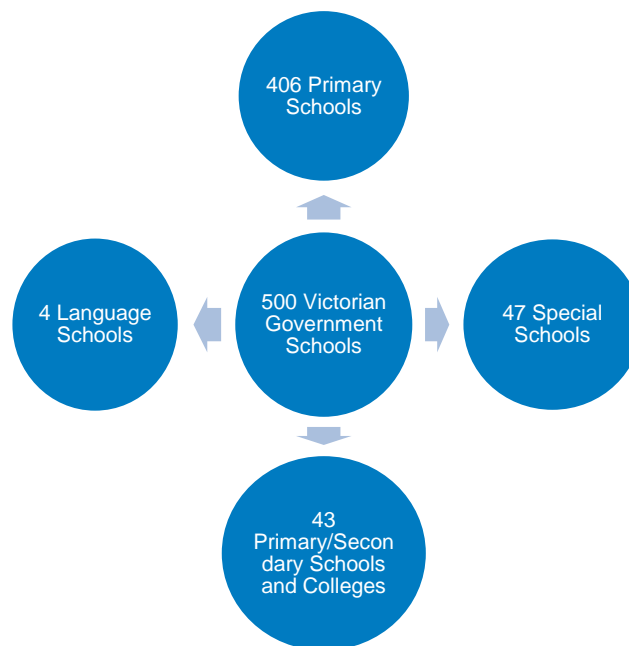 406 Primary
Schools
4 Language
Schools
500 Victorian
Government
Schools
47 Special
Schools
43
Primary/Secon
dary Schools
and Colleges